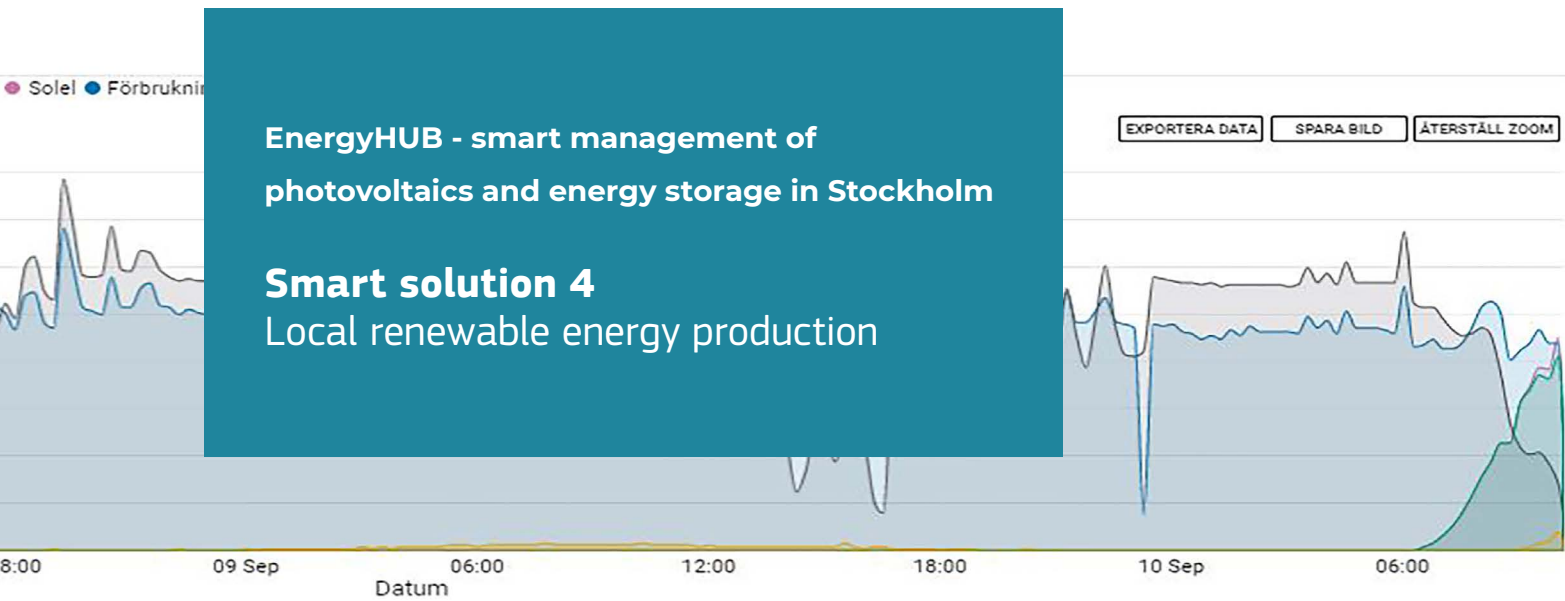 Solel Förbruknin
EXPORTERA DATA SPARA BILD ÅTERSTÄLL ZOOM
EnergyHUB - smart management of
photovoltaics and energy storage in Stockholm
Smart solution 4
Local renewable energy production
8:00 09 Sep 06:00 12:00 18:00 10 Sep 06:00
Datum